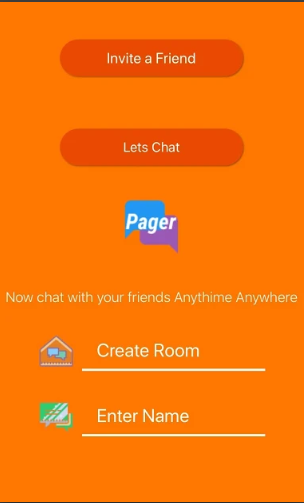 Invite a Friend
Lets Chat
Pager
Now chat with your friends Anythime Anywhere
Create Room
Enter Name